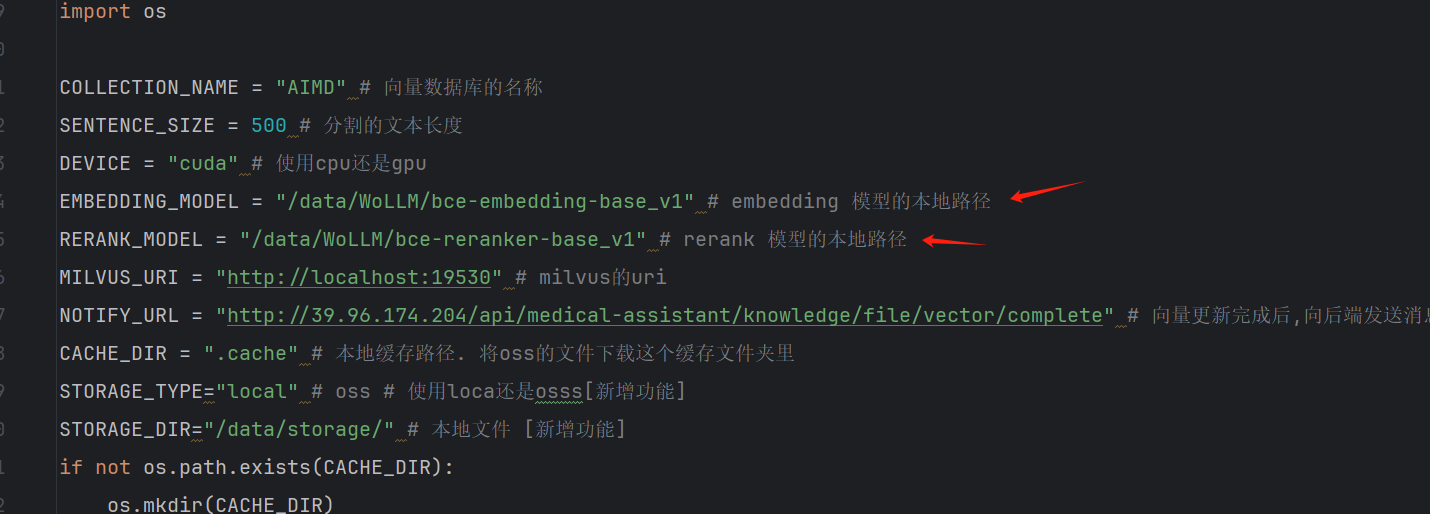 import os
COLLECTION_NAME = "AIMD" # 向量数据库的名称
SENTENCE_SIZE = 500 # 分割的文本长度
DEVICE = "cuda" # 使用cpu还是gpu
EMBEDDING_MODEL = "/data/WoLLM/bce-embedding-base_v1" # embedding 模型的本地路径
RERANK_MODEL = "/data/WoLLM/bce-reranker-base_v1" # rerank 模型的本地路径
MILVUS_URI = "http://localhost:19530" # milvus的uri
NOTIFY_URL = "http://39.96.174.204/api/medical-assistant/knowledge/file/vector/complete" # 向量更新完成后,向后端发送消息
CACHE_DIR = ".cache" # 本地缓存路径. 将oss的文件下载这个缓存文件夹里
STORAGE_TYPE="local" # oss # 使用loca还是osss[新增功能]
STORAGE_DIR="/data/storage/" # 本地文件 [新增功能]
if not os.path.exists(CACHE_DIR):
    os.mkdir(CACHE_DIR)